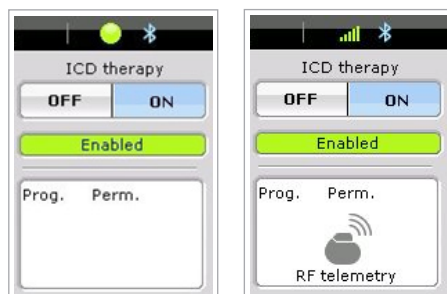 ICD therapy
OFF ON
Enabled
Prog. Perm.
ICD therapy
OFF ON
Enabled
Prog. Perm.
RF telemetry